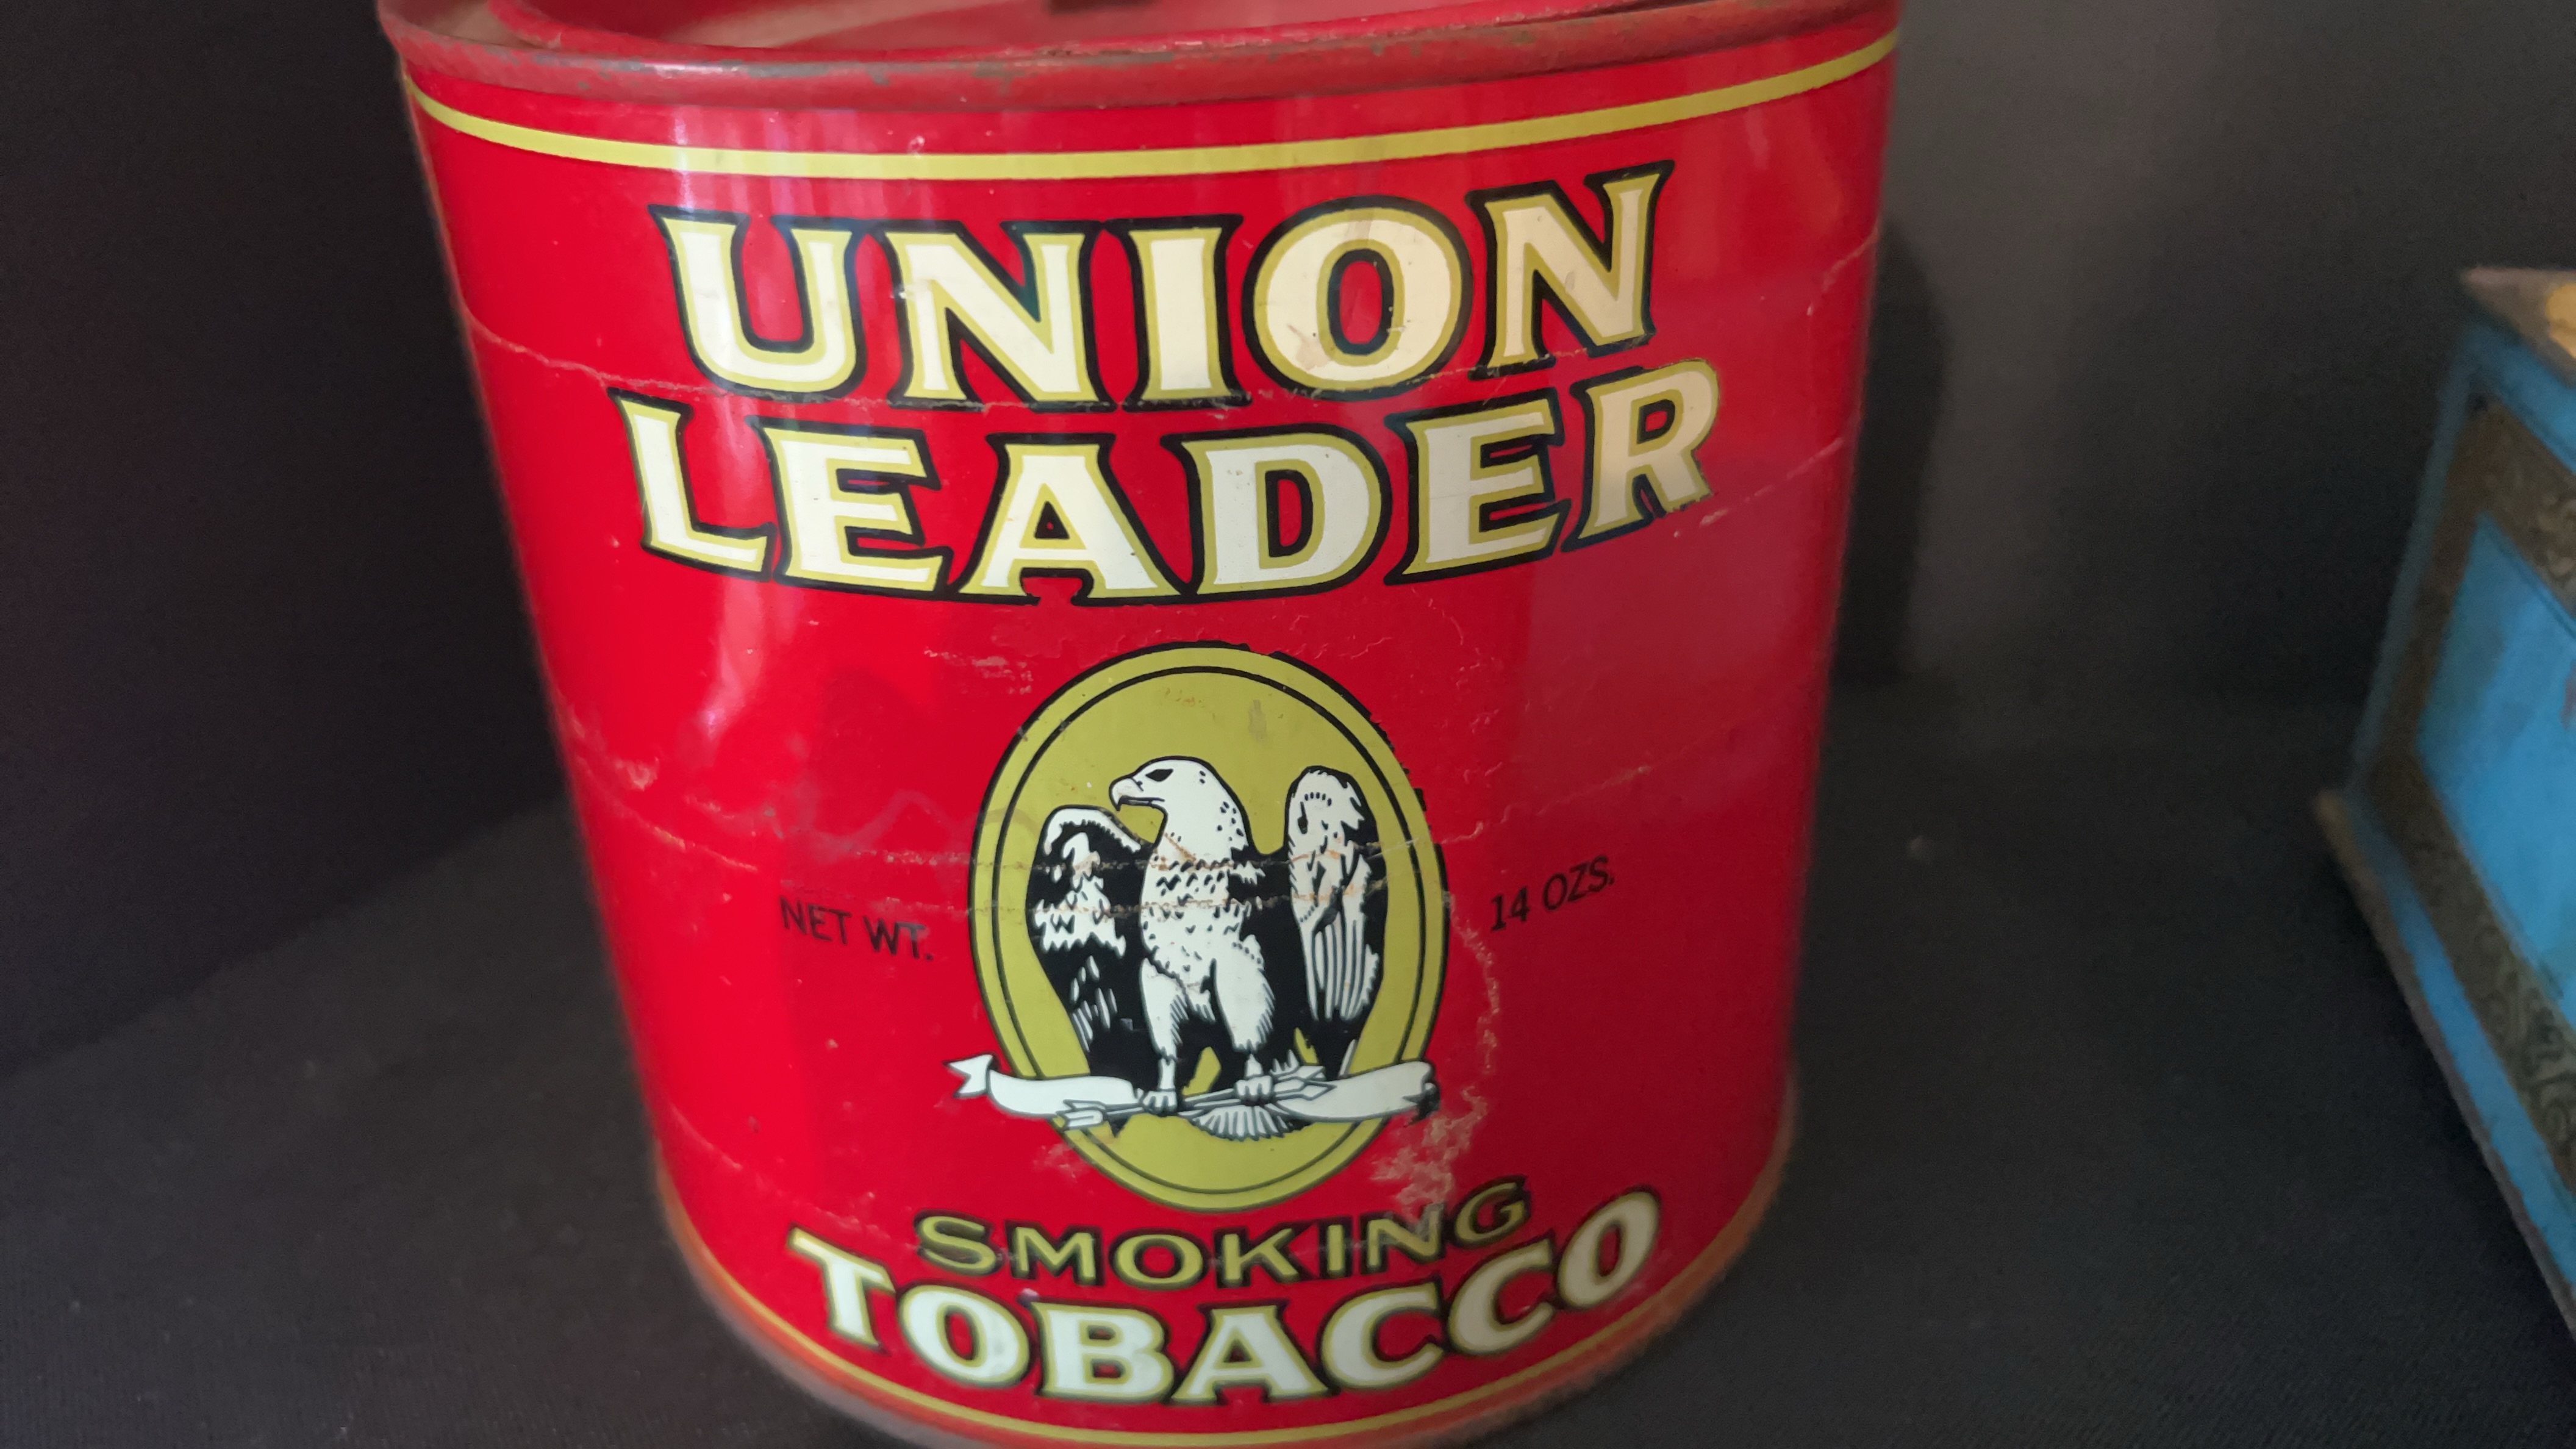 UNION
LEADER
NET WT. 14 OZS.
SMOKING
TOBACCO